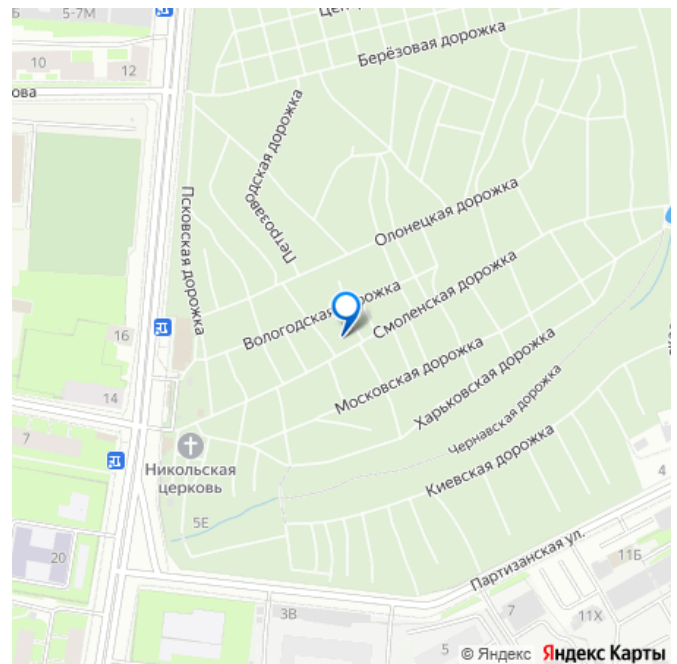 Б
5-7М
Цен
Берёзовая дорожка
10
12
ова
Петрозаводская дорожка
Псковская дорожка
Олонецкая дорожка
Вологодская дорожка
Смоленская дорожка
16
14
Московская дорожка
Харьковская дорожка
7
Никольская
церковь
Чернавская дорожка
Киевская дорожка
4
5Е
20
Партизанская ул.
11Б
3В
7
11Х
5
© Яндекс Яндекс Карты